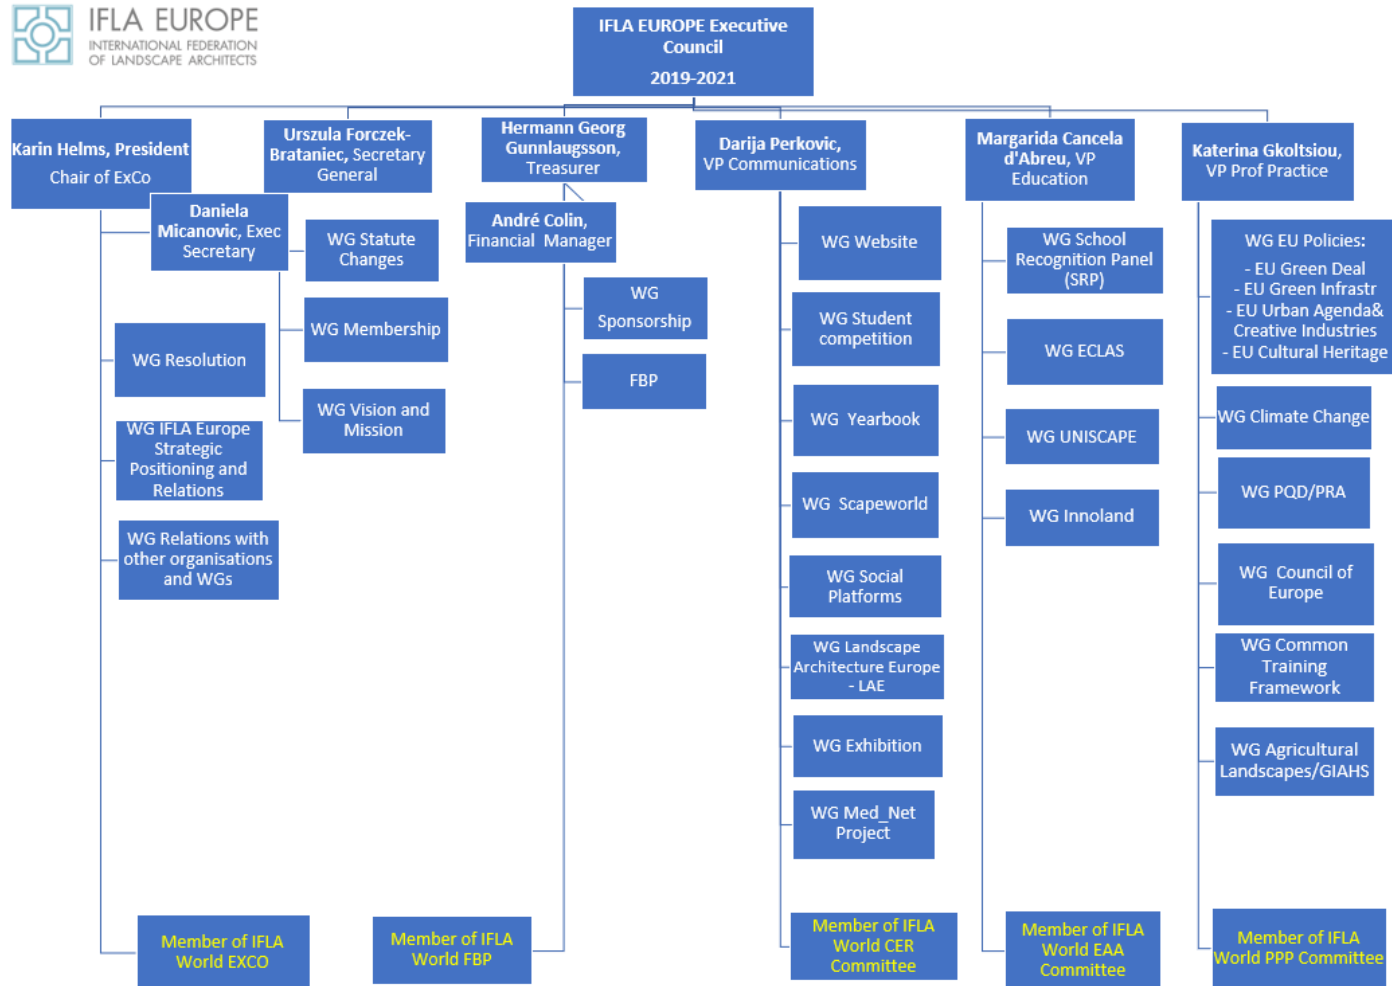 IFLA EUROPE
INTERNATIONAL FEDERATION
OF LANDSCAPE ARCHITECTS
IFLA EUROPE Executive
Council
2019-2021
Karin Helms, President
Chair of ExCo
Urszula Forczek-
Brataniec, Secretary
General
Hermann Georg
Gunnlaugsson,
Treasurer
Darija Perkovic,
VP Communications
Margarida Cancela
d'Abreu, VP
Education
Katerina Gkoltsiou,
VP Prof Practice
Daniela
Micanovic, Exec
Secretary
WG Resolution
WG IFLA Europe
Strategic
Positioning and
Relations
WG Relations with
other organisations
and WGs
Member of IFLA
World EXCO
WG Statute
Changes
WG Membership
WG Vision and
Mission
André Colin,
Financial Manager
WG
Sponsorship
FBP
Member of IFLA
World FBP
WG Website
WG Student
competition
WG Yearbook
WG Scapeworld
WG Social
Platforms
WG Landscape
Architecture Europe
- LAE
WG Exhibition
WG Med_Net
Project
Member of IFLA
World CER
Committee
WG School
Recognition Panel
(SRP)
WG ECLAS
WG UNISCAPE
WG Innoland
Member of IFLA
World EAA
Committee
WG EU Policies:
- EU Green Deal
- EU Green Infrastr
- EU Urban Agenda&
Creative Industries
- EU Cultural Heritage
WG Climate Change
WG PQD/PRA
WG Council of
Europe
WG Common
Training
Framework
WG Agricultural
Landscapes/GIAHS
Member of IFLA
World PPP Committee